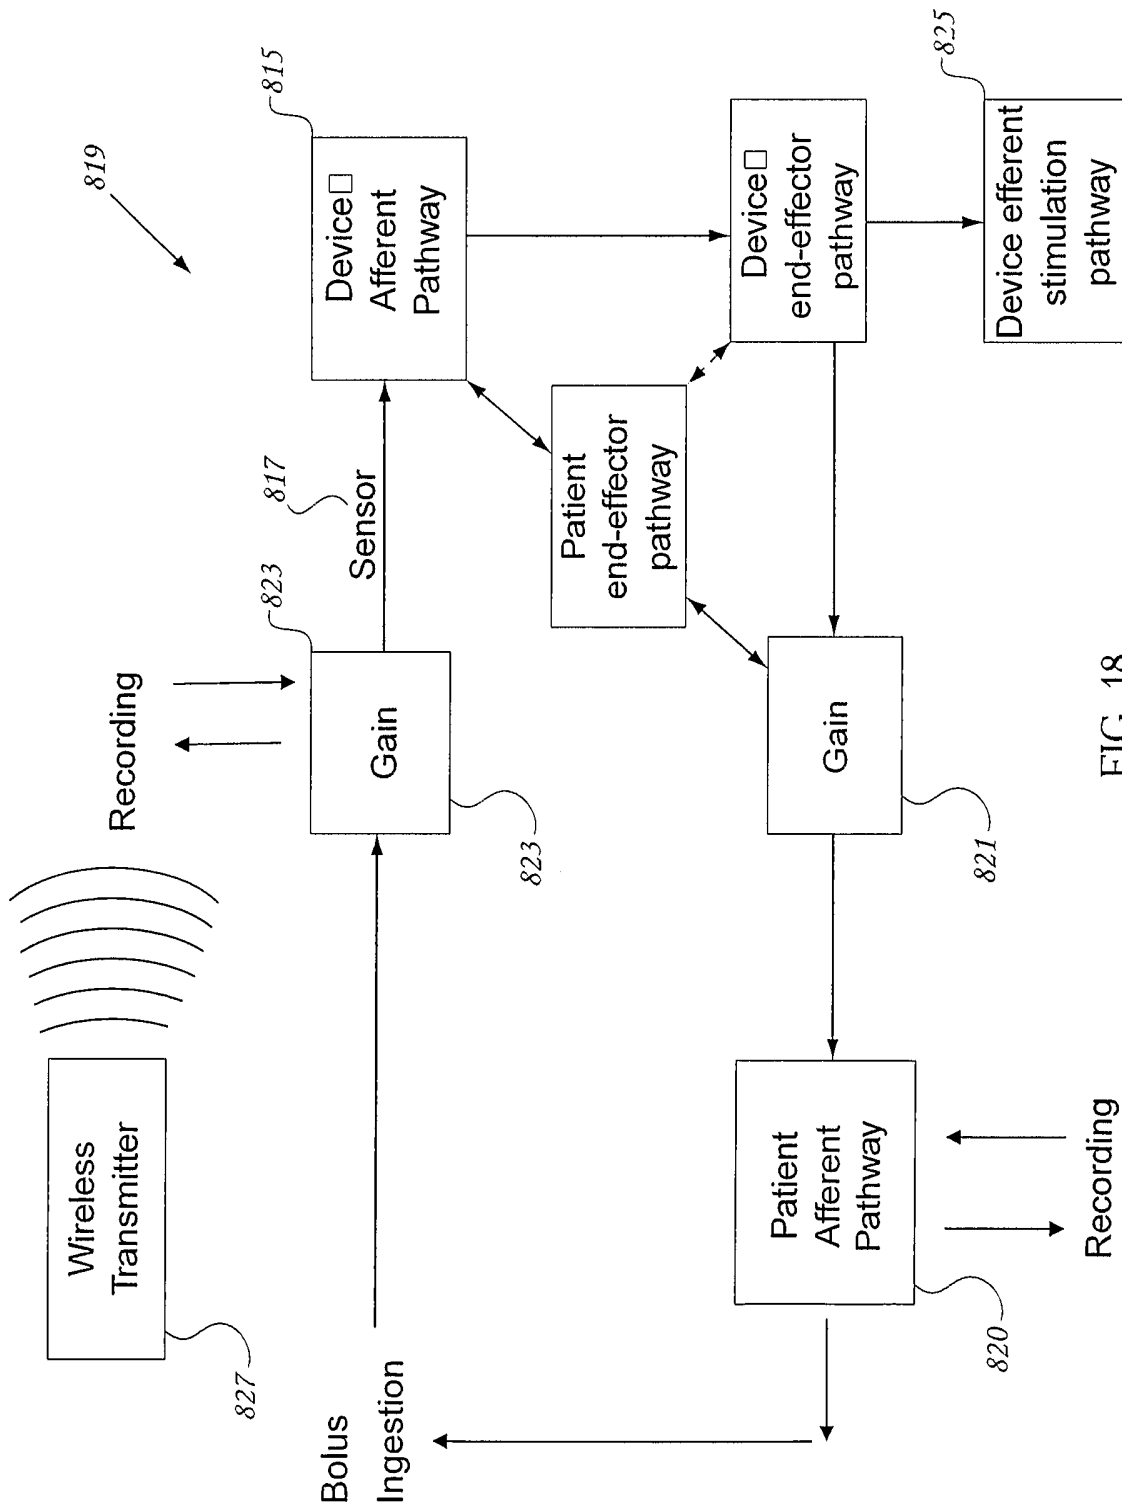 819
Wireless
Transmitter
827
Recording
Bolus
Ingestion
823
Gain
823
817
Sensor
815
Device□
Afferent
Pathway
Patient
end-effector
pathway
Device□
end-effector
pathway
825
Device efferent
stimulation
pathway
Gain
821
Patient
Afferent
Pathway
820
Recording
FIG. 18